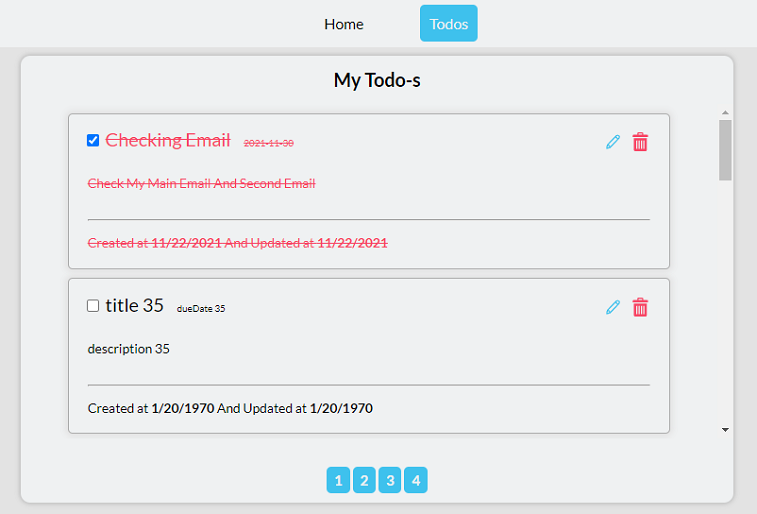 Home Todos
My Todo-s
Checking Email 2021-11-30
Check My Main Email And Second Email
Created at 11/22/2021 And Updated at 11/22/2021
title 35 dueDate 35
description 35
Created at 1/20/1970 And Updated at 1/20/1970
1 2 3 4